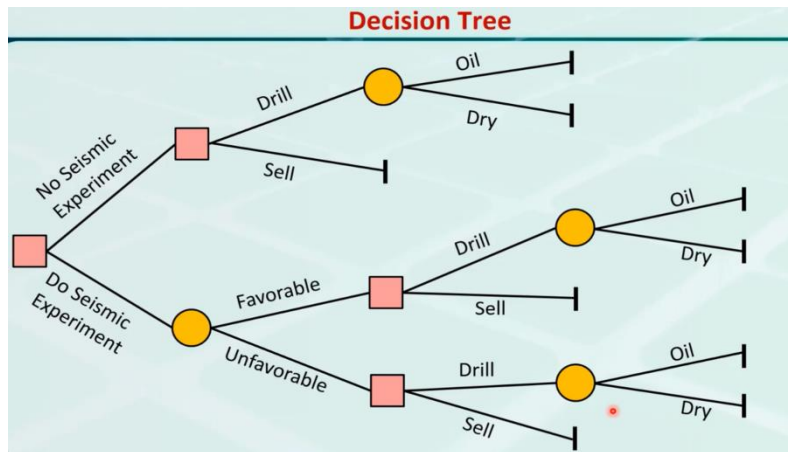 Decision Tree
No Seismic
Experiment
Drill
Oil
Dry
Sell
Do Seismic
Experiment
Favorable
Drill
Oil
Dry
Sell
Unfavorable
Drill
Oil
Dry
Sell